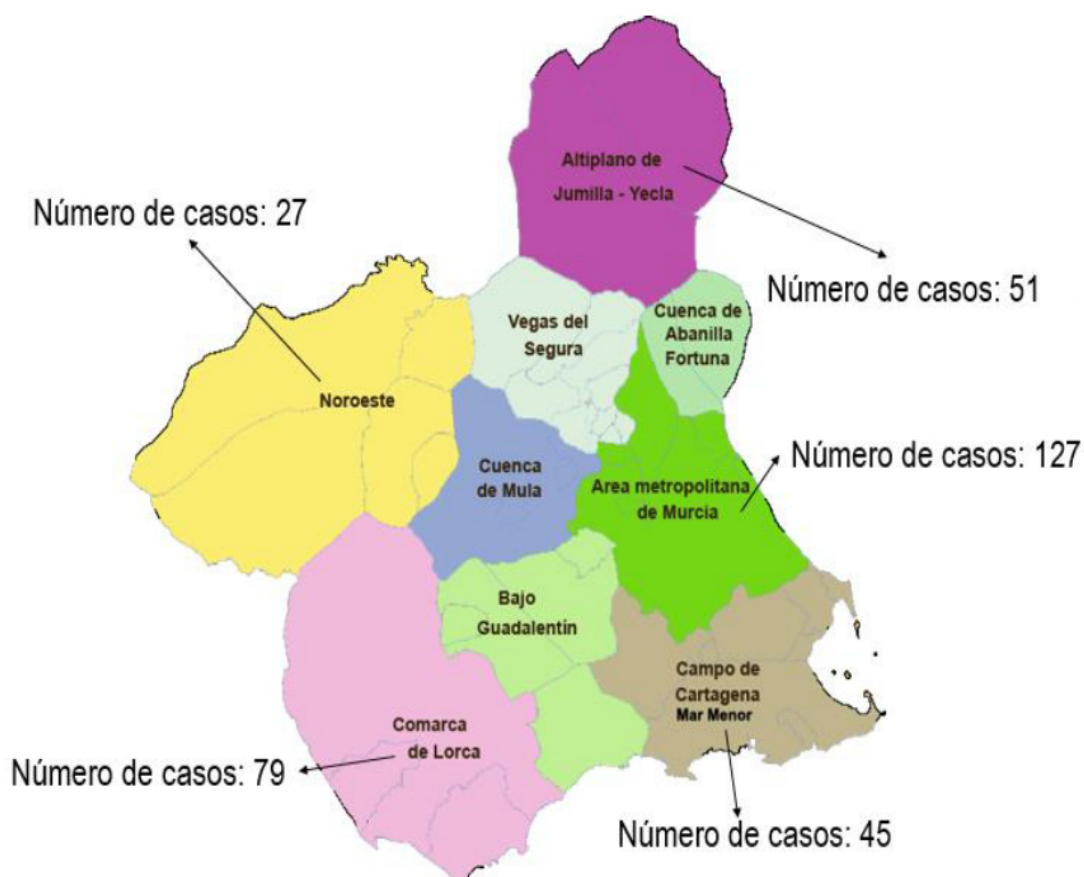 Altiplano de
Jumilla - Yecla
Número de casos: 27
Número de casos: 51
Cuenca de
Abanilla
Fortuna
Vegas del
Segura
Noroeste
Número de casos: 127
Cuenca
de Mula
Area metropolitana
de Murcia
Bajo
Guadalentín
Campo de
Cartagena
Mar Menor
Comarca
de Lorca
Número de casos: 79
Número de casos: 45